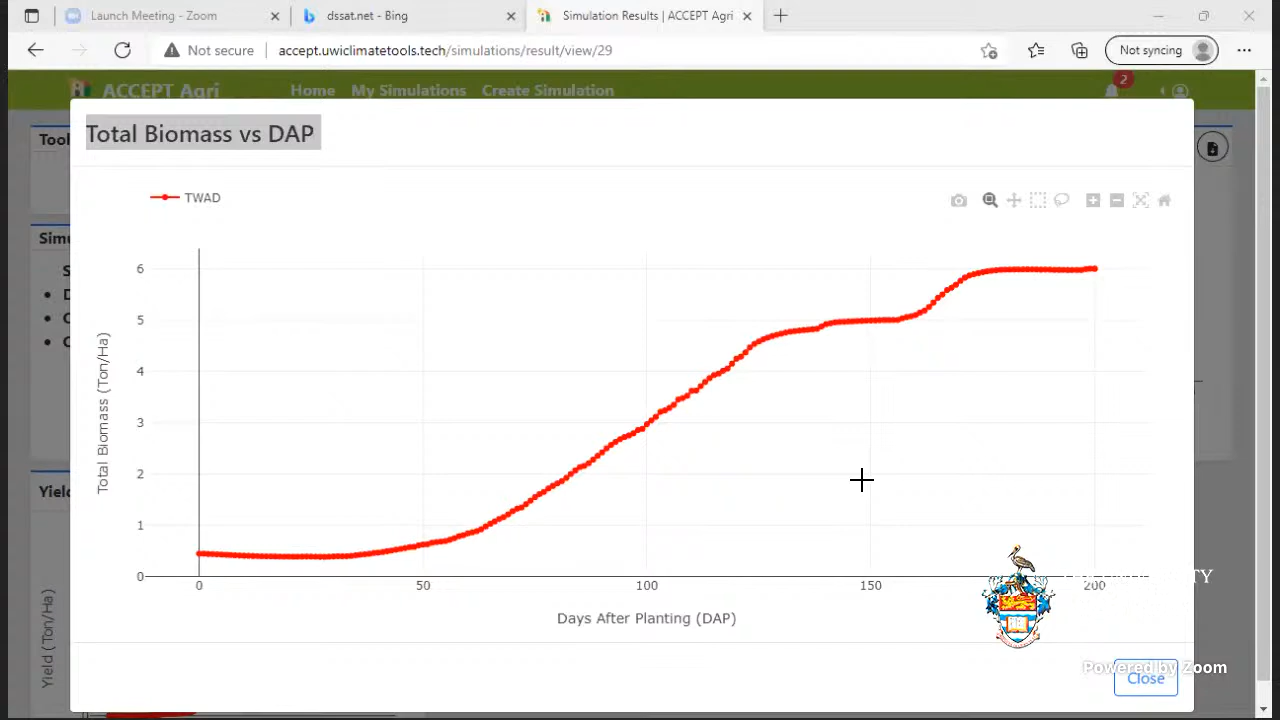 Launch Meeting - Zoom
dssat.net - Bing
Simulation Results | ACCEPT Agri
Not secure
accept.uwiclimatetools.tech/simulations/result/view/29
Not syncing
ACCEPT Agri
Home
My Simulations
Create Simulation
2
Tool
Total Biomass vs DAP
TWAD
Simu
S
D
C
C
6
5
4
3
2
1
0
Total Biomass (Ton/Ha)
0
50
100
150
200
Days After Planting (DAP)
Yield
Yield (Ton/Ha)
Powered by Zoom
Close